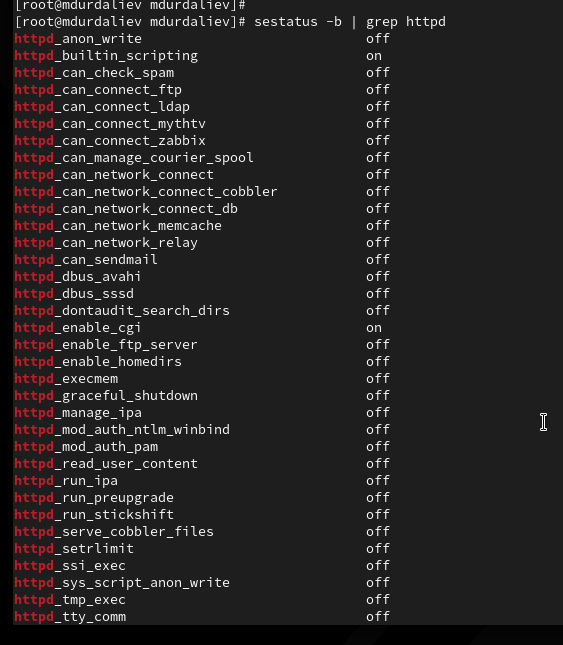 [root@mdurdaliev mdurdaliev]#
[root@mdurdaliev mdurdaliev]# sestatus -b | grep httpd
httpd_anon_write off
httpd_builtin_scripting on
httpd_can_check_spam off
httpd_can_connect_ftp off
httpd_can_connect_ldap off
httpd_can_connect_mythtv off
httpd_can_connect_zabbix off
httpd_can_manage_courier_spool off
httpd_can_network_connect off
httpd_can_network_connect_cobbler off
httpd_can_network_connect_db off
httpd_can_network_memcache off
httpd_can_network_relay off
httpd_can_sendmail off
httpd_dbus_avahi off
httpd_dbus_sssd off
httpd_dontaudit_search_dirs off
httpd_enable_cgi on
httpd_enable_ftp_server off
httpd_enable_homedirs off
httpd_execmem off
httpd_graceful_shutdown off
httpd_manage_ipa off
httpd_mod_auth_ntlm_winbind off
httpd_mod_auth_pam off
httpd_read_user_content off
httpd_run_ipa off
httpd_run_preupgrade off
httpd_run_stickshift off
httpd_serve_cobbler_files off
httpd_setrlimit off
httpd_ssi_exec off
httpd_sys_script_anon_write off
httpd_tmp_exec off
httpd_tty_comm off